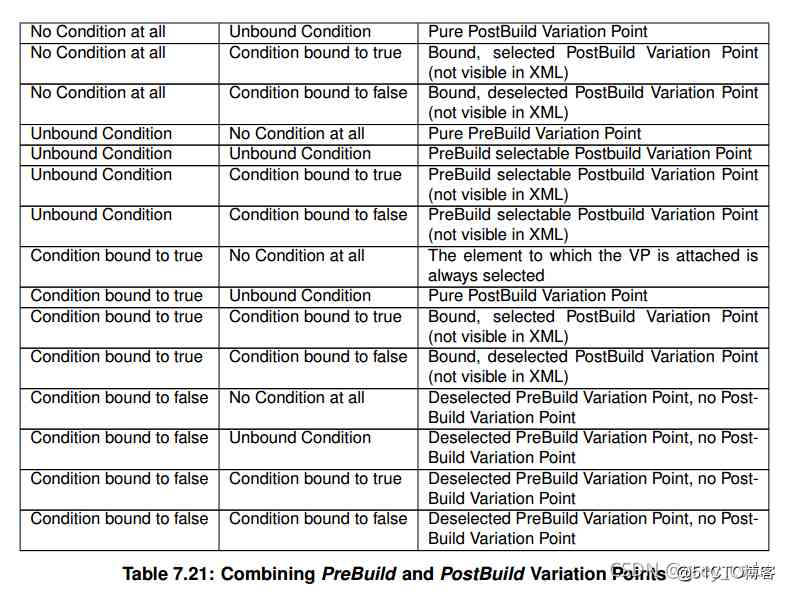 No Condition at all Unbound Condition Pure PostBuild Variation Point
No Condition at all Condition bound to true Bound, selected PostBuild Variation Point
(not visible in XML)
No Condition at all Condition bound to false Bound, deselected PostBuild Variation Point
(not visible in XML)
Unbound Condition No Condition at all Pure PreBuild Variation Point
Unbound Condition Unbound Condition PreBuild selectable Postbuild Variation Point
Unbound Condition Condition bound to true PreBuild selectable Postbuild Variation Point
(not visible in XML)
Unbound Condition Condition bound to false PreBuild selectable Postbuild Variation Point
(not visible in XML)
Condition bound to true No Condition at all The element to which the VP is attached is
always selected
Condition bound to true Unbound Condition Pure PostBuild Variation Point
Condition bound to true Condition bound to true Bound, selected PostBuild Variation Point
(not visible in XML)
Condition bound to true Condition bound to false Bound, deselected PostBuild Variation Point
(not visible in XML)
Condition bound to false No Condition at all Deselected PreBuild Variation Point, no Post-
Build Variation Point
Condition bound to false Unbound Condition Deselected PreBuild Variation Point, no Post-
Build Variation Point
Condition bound to false Condition bound to true Deselected PreBuild Variation Point, no Post-
Build Variation Point
Condition bound to false Condition bound to false Deselected PreBuild Variation Point, no Post-
Build Variation Point
Table 7.21: Combining PreBuild and PostBuild Variation Points
@51CTO博客